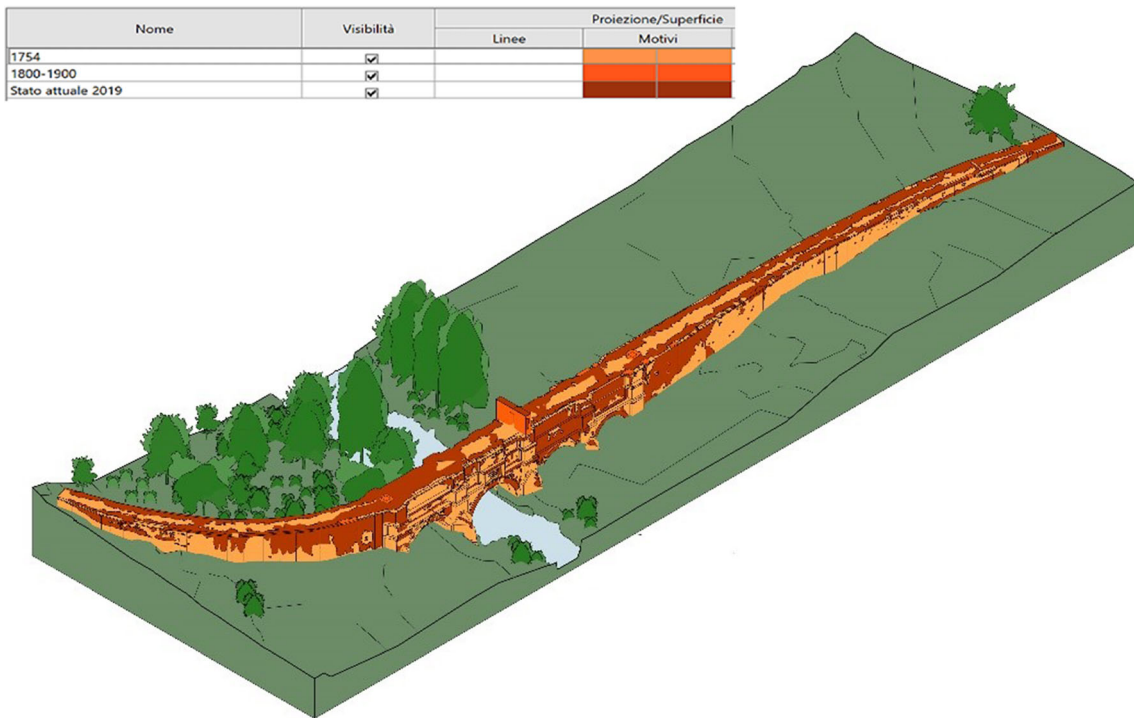 Nome Visibilità Proiezione/Superficie
Linee Motivi
1754
1800-1900
Stato attuale 2019